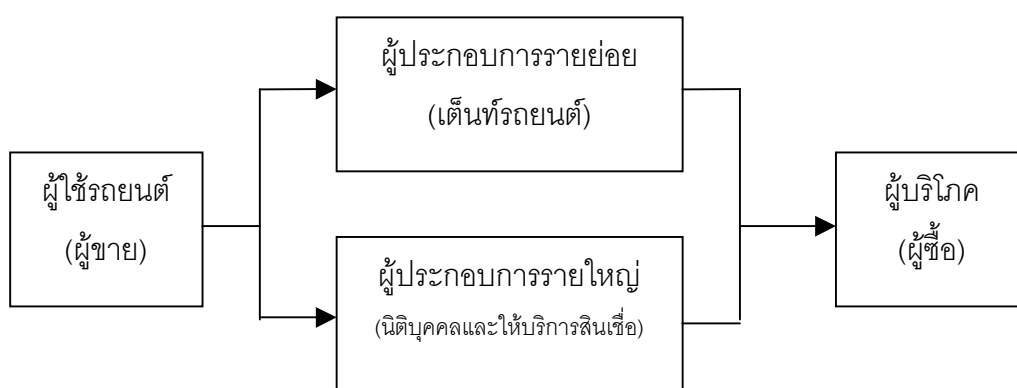 ผู้ประกอบการรายย่อย
(เต็นท์รถยนต์)
ผู้ใช้รถยนต์
(ผู้ขาย)
ผู้ประกอบการรายใหญ่
(นิติบุคคลและให้บริการสินเชื่อ)
ผู้บริโภค
(ผู้ซื้อ)